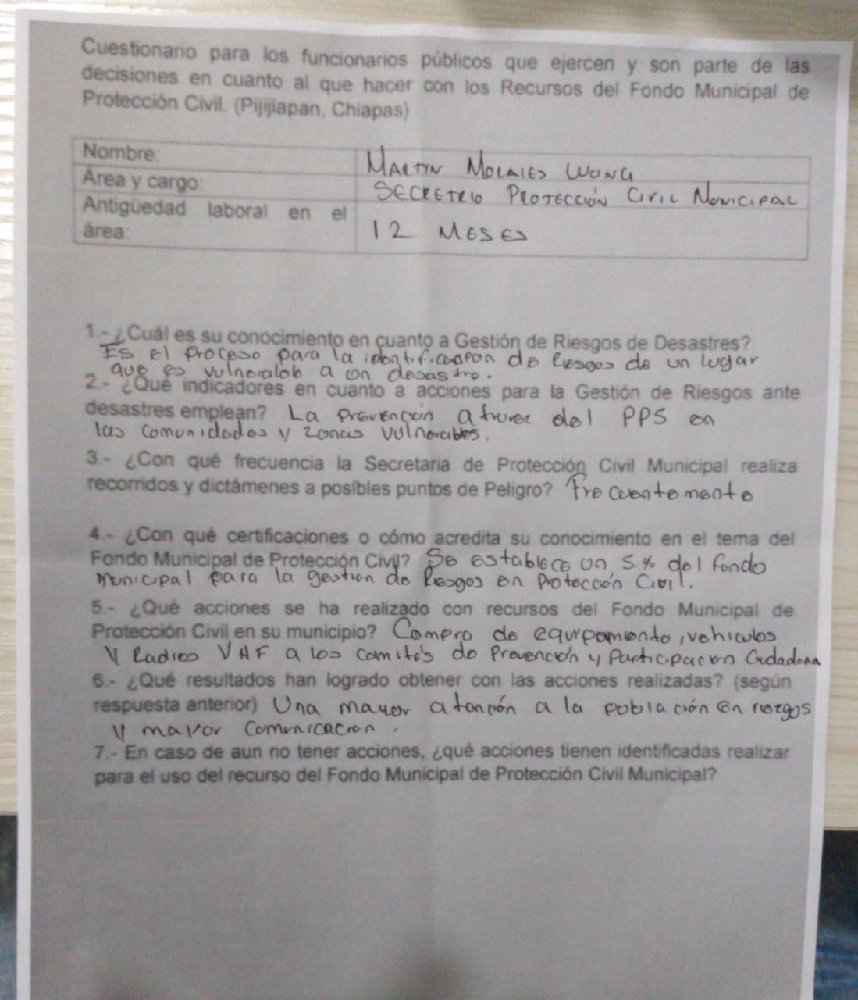 Cuestionario para los funcionarios públicos que ejercen y son parte de las
decisiones en cuanto al que hacer con los Recursos del Fondo Municipal de
Protección Civil. (Pijijiapan, Chiapas)
Nombre: MARTYN MORALES WONG
Área y cargo: SECRETRIO PROTECCIÓN CIVIL MUNICIPAL
Antigüedad laboral en el
área: 12 MESES
1.- ¿Cuál es su conocimiento en cuanto a Gestión de Riesgos de Desastres?
Es el proceso para la de Riesgos de un lugar
que es a un desastre.
2.- ¿Qué indicadores en cuanto a acciones para la Gestión de Riesgos ante
desastres emplean? La prevención a travez del PPS en
las comunidades y zonas vulnerables.
3.- ¿Con qué frecuencia la Secretaria de Protección Civil Municipal realiza
recorridos y dictámenes a posibles puntos de Peligro? Frecuentemente
4.- ¿Con qué certificaciones o cómo acredita su conocimiento en el tema del
Fondo Municipal de Protección Civil? Se establece un 5% del fondo
Municipal para la gestion de Riesgos en Protección Civil.
5.- ¿Qué acciones se ha realizado con recursos del Fondo Municipal de
Protección Civil en su municipio? Compra de equipamiento, vehiculos
y Radios VHF a los comités de Prevención y Participacion Ciudadana
6.- ¿Qué resultados han logrado obtener con las acciones realizadas? (según
respuesta anterior) Una mayor atención a la población en riezgos
y mayor comunicacion.
7.- En caso de aun no tener acciones, ¿qué acciones tienen identificadas realizar
para el uso del recurso del Fondo Municipal de Protección Civil Municipal?